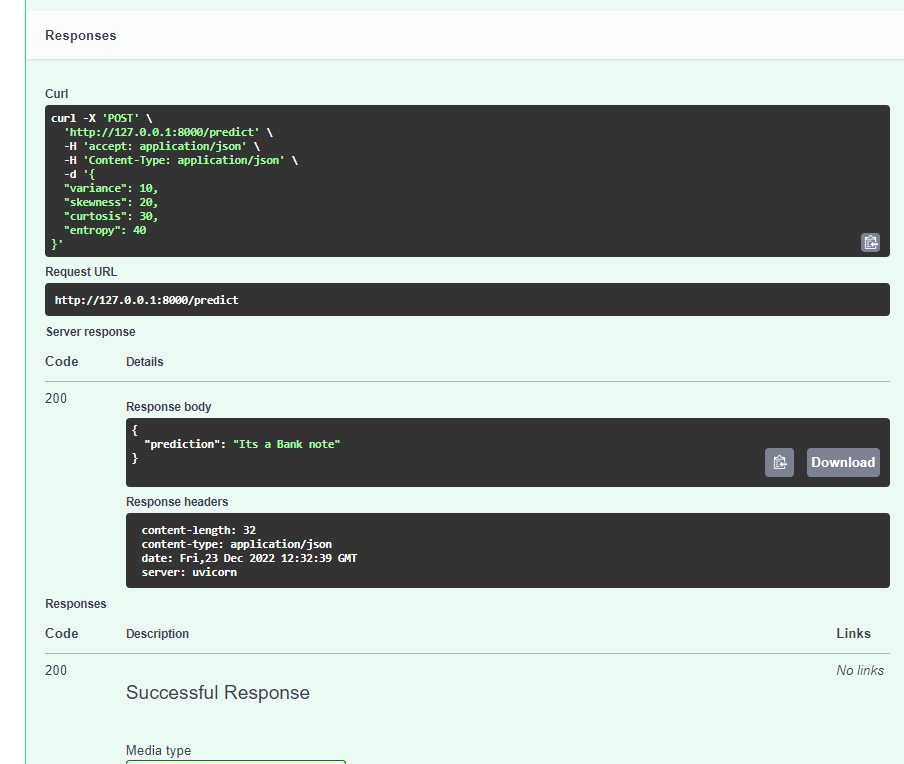 Responses
Curl
curl -X 'POST' \
  'http://127.0.0.1:8000/predict' \
  -H 'accept: application/json' \
  -H 'Content-Type: application/json' \
  -d '{
  "variance": 10,
  "skewness": 20,
  "curtosis": 30,
  "entropy": 40
}'
Request URL
http://127.0.0.1:8000/predict
Server response
Code Details
200
Response body
{
  "prediction": "Its a Bank note"
}
Download
Response headers
content-length: 32
content-type: application/json
date: Fri,23 Dec 2022 12:32:39 GMT
server: uvicorn
Responses
Code Description Links
200 No links
Successful Response
Media type